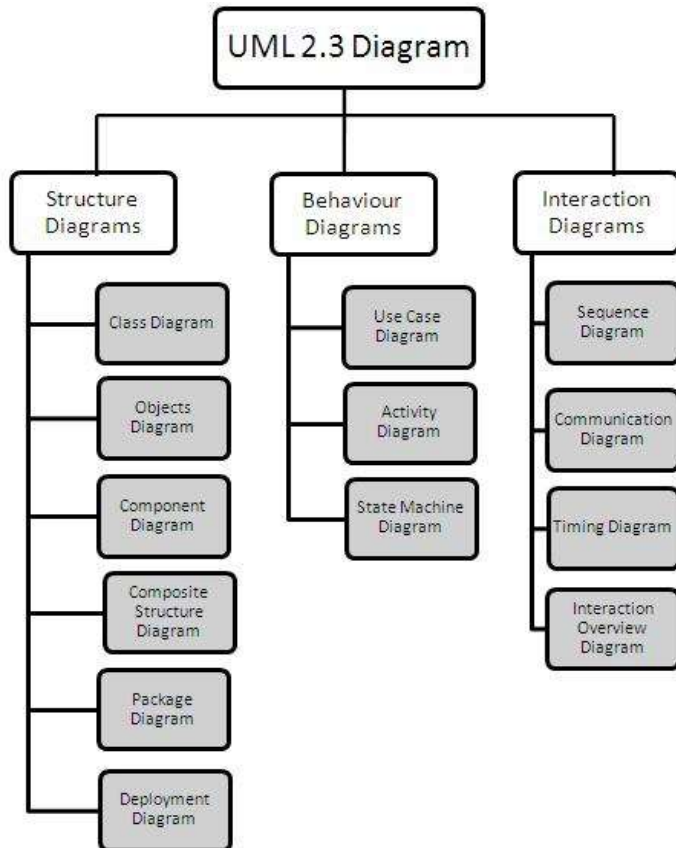 UML 2.3 Diagram
Structure
Diagrams
Behaviour
Diagrams
Interaction
Diagrams
Class Diagram
Objects
Diagram
Component
Diagram
Composite
Structure
Diagram
Package
Diagram
Deployment
Diagram
Use Case
Diagram
Activity
Diagram
State Machine
Diagram
Sequence
Diagram
Communication
Diagram
Timing Diagram
Interaction
Overview
Diagram